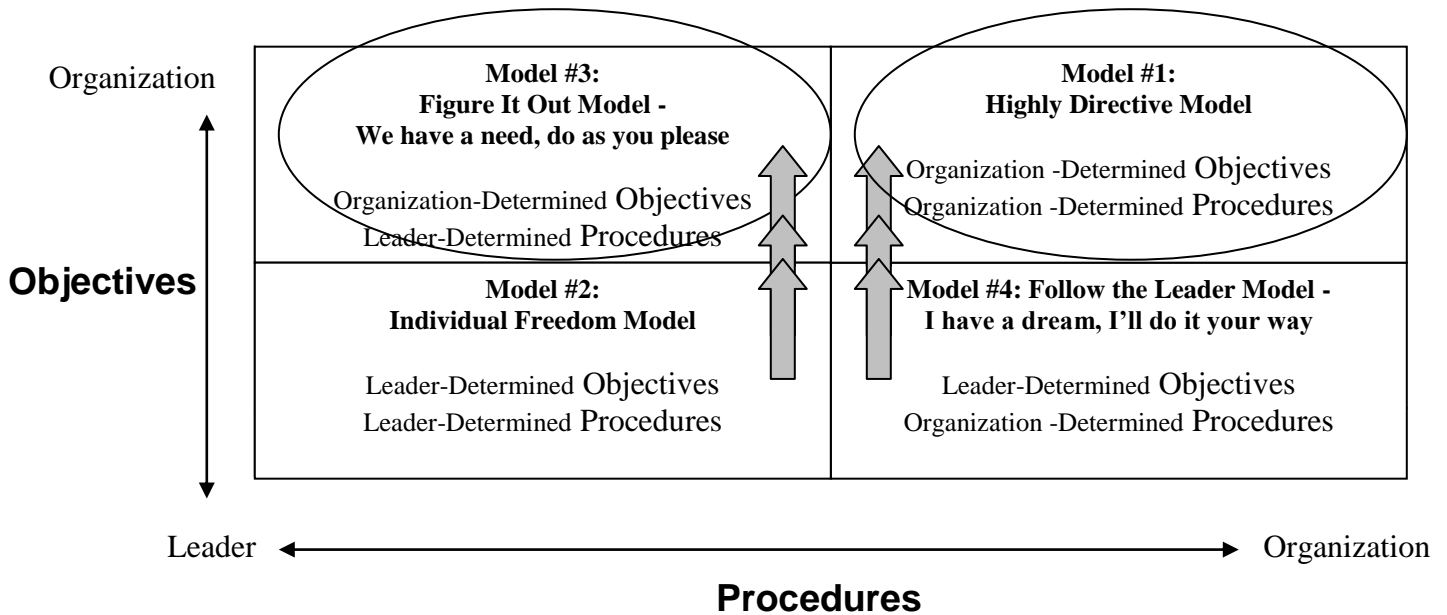 Organization
Model #3:
Figure It Out Model -
We have a need, do as you please
Organization-Determined Objectives
Leader-Determined Procedures
Model #1:
Highly Directive Model
Organization -Determined Objectives
Organization -Determined Procedures
Objectives
Model #2:
Individual Freedom Model
Leader-Determined Objectives
Leader-Determined Procedures
Model #4: Follow the Leader Model -
I have a dream, I’ll do it your way
Leader-Determined Objectives
Organization -Determined Procedures
Leader
Organization
Procedures